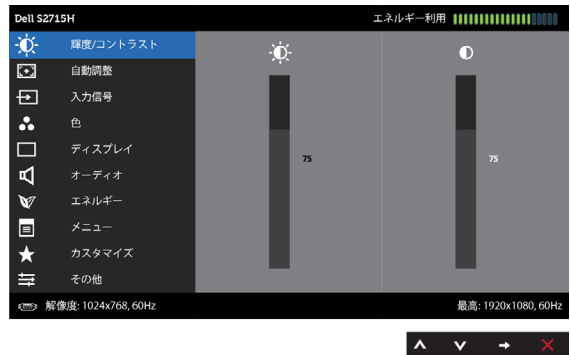 Dell S2715H
エネルギー利用
輝度/コントラスト
自動調整
入力信号
色
ディスプレイ
オーディオ
エネルギー
メニュー
カスタマイズ
その他
75
75
解像度: 1024x768, 60Hz
最高: 1920x1080, 60Hz